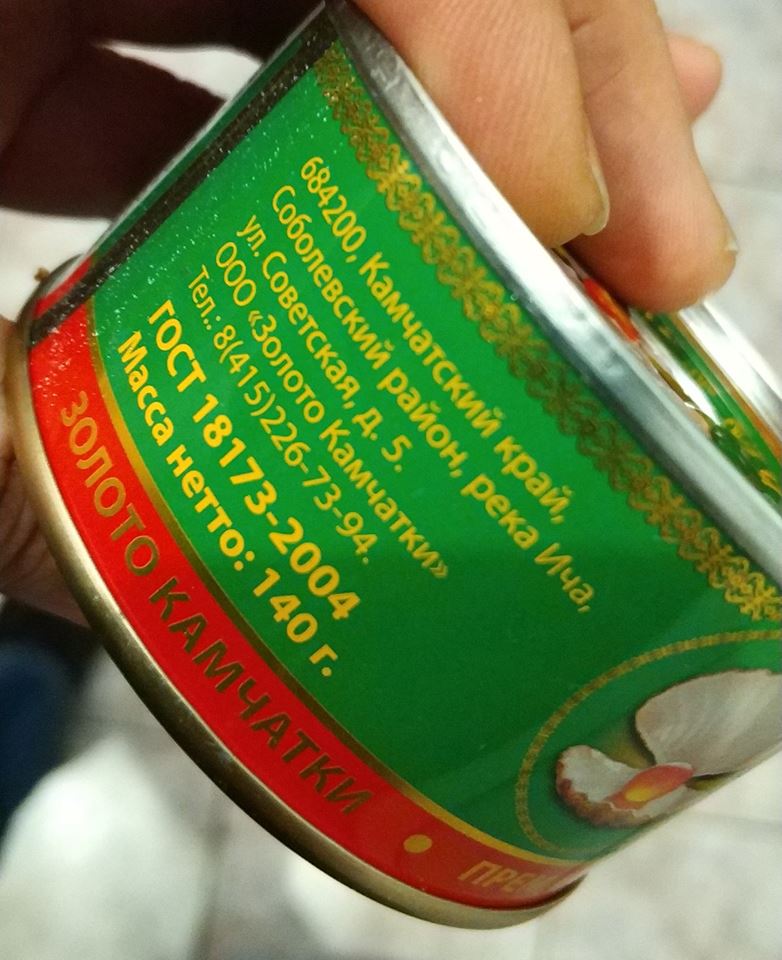 684200, Камчатский край,
Соболевский район, река Ича,
ул. Советская, д. 5.
ООО «Золото Камчатки»
Тел.: 8(415)226-73-94.
ГОСТ 18173-2004
Масса нетто: 140 г.
ЗОЛОТО КАМЧАТКИ •